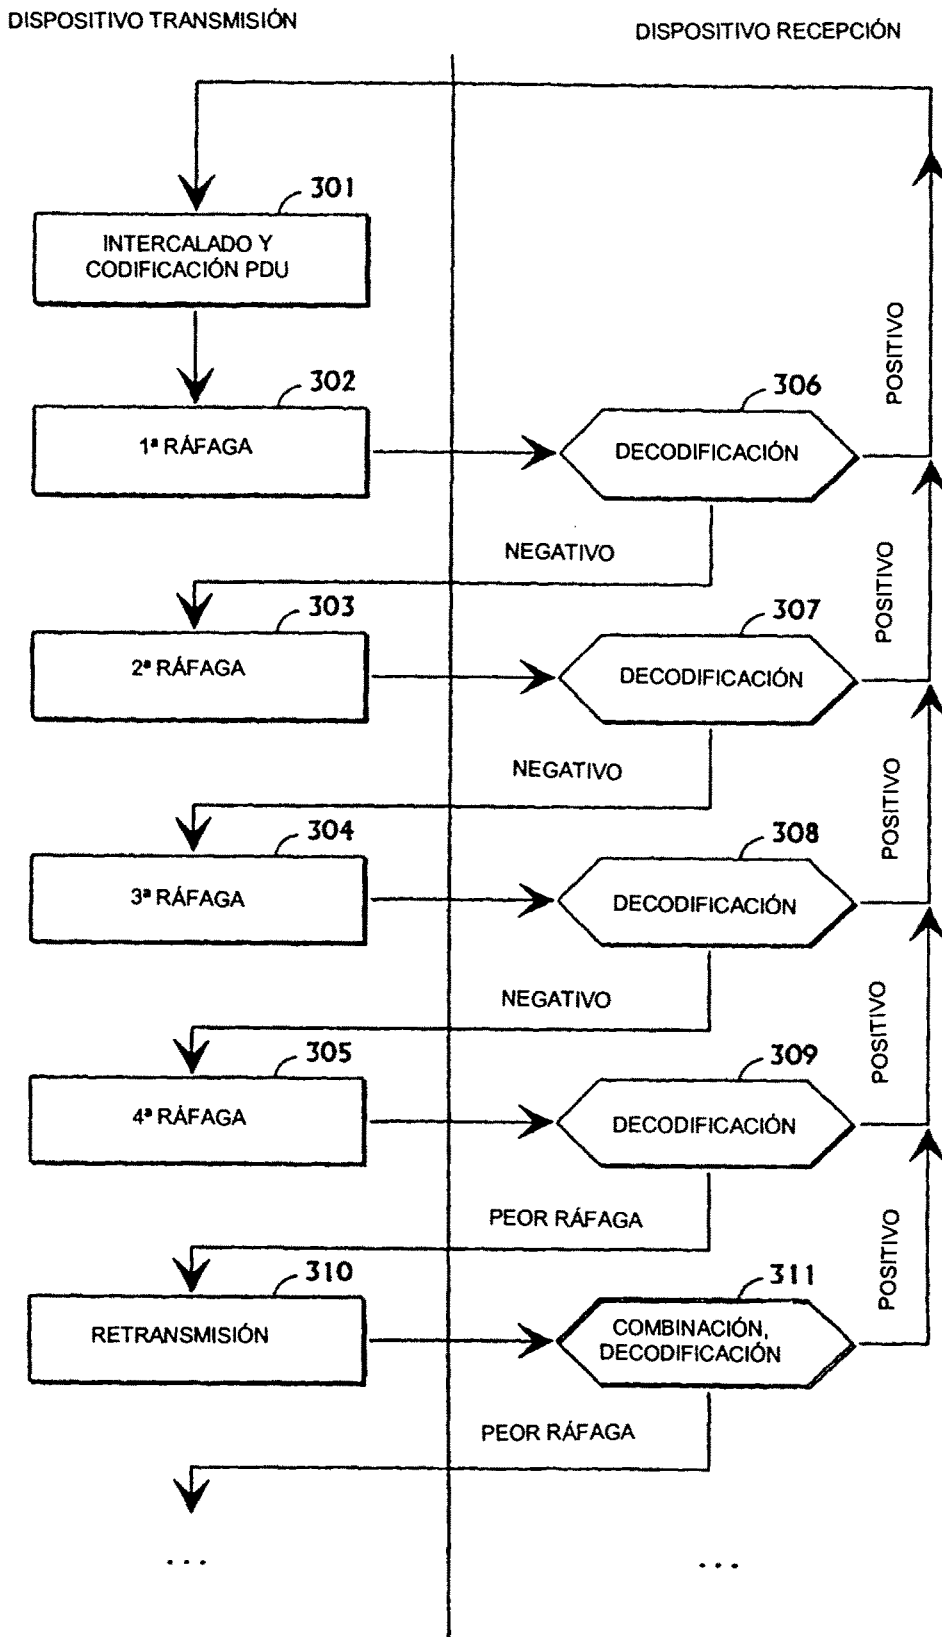 DISPOSITIVO TRANSMISIÓN
DISPOSITIVO RECEPCIÓN
301
INTERCALADO Y
CODIFICACIÓN PDU
POSITIVO
302
1ª RÁFAGA
306
DECODIFICACIÓN
NEGATIVO
POSITIVO
303
2ª RÁFAGA
307
DECODIFICACIÓN
NEGATIVO
POSITIVO
304
3ª RÁFAGA
308
DECODIFICACIÓN
NEGATIVO
POSITIVO
305
4ª RÁFAGA
309
DECODIFICACIÓN
PEOR RÁFAGA
POSITIVO
310
RETRANSMISIÓN
311
COMBINACIÓN,
DECODIFICACIÓN
PEOR RÁFAGA
...
...